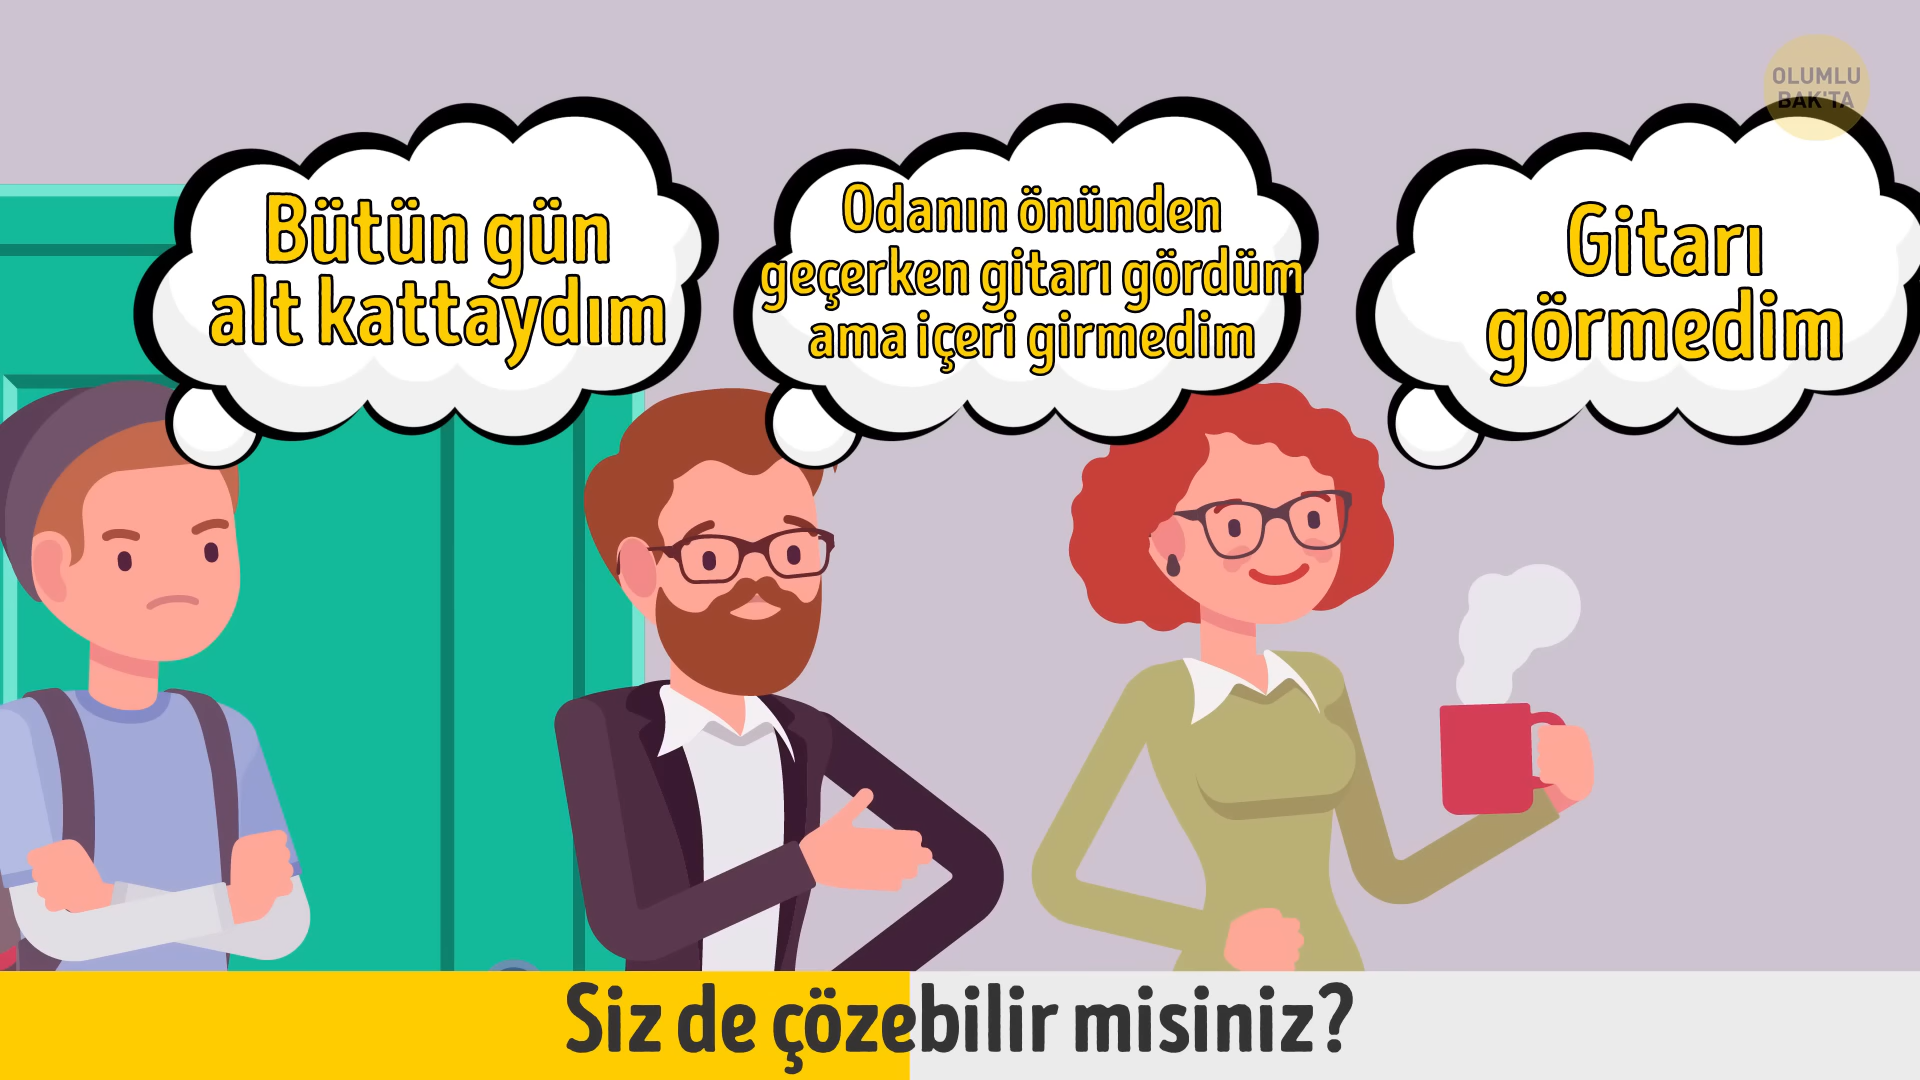 OLUMLU
BAK'TA
Bütün gün
alt kattaydım
Odanın önünden
geçerken gitarı gördüm
ama içeri girmedim
Gitarı
görmedim
Siz de çözebilir misiniz?